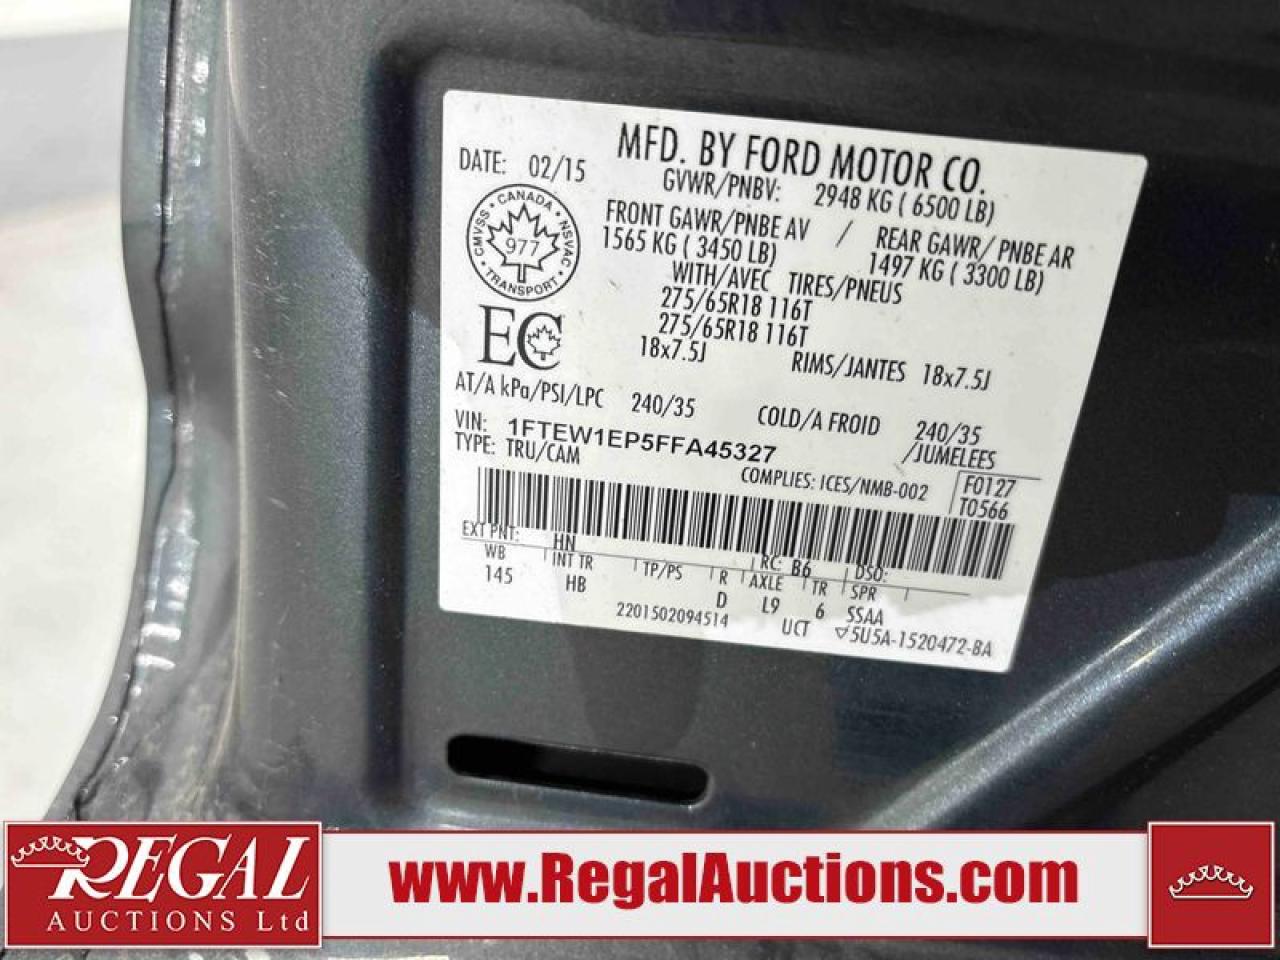 MFD. BY FORD MOTOR CO.
DATE: 02/15 GVWR/PNBV: 2948 KG ( 6500 LB)
FRONT GAWR/PNBE AV / REAR GAWR/ PNBE AR
1565 KG ( 3450 LB) 1497 KG ( 3300 LB)
WITH/AVEC TIRES/PNEUS
275/65R18 116T
275/65R18 116T
18x7.5J RIMS/JANTES 18x7.5J
CANADA
CMVSS NSVAC
977
TRANSPORT
EC
AT/A kPa/PSI/LPC 240/35 COLD/A FROID 240/35
VIN: 1FTEW1EP5FFA45327 /JUMELEES
TYPE: TRU/CAM
COMPLIES: ICES/NMB-002 F0127
T0566
EXT PNT: HN RC: B6 DSO:
WB INT TR TP/PS R AXLE TR SPR
145 HB D L9 6 SSAA
2201502094514 UCT 5U5A-1520472-BA
REGAL
AUCTIONS Ltd
www.RegalAuctions.com